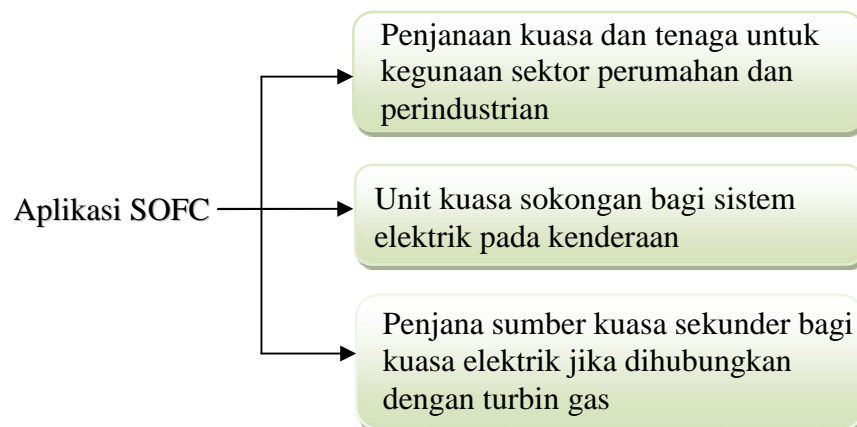 Penjanaan kuasa dan tenaga untuk
kegunaan sektor perumahan dan
perindustrian
Aplikasi SOFC
Unit kuasa sokongan bagi sistem
elektrik pada kenderaan
Penjana sumber kuasa sekunder bagi
kuasa elektrik jika dihubungkan
dengan turbin gas